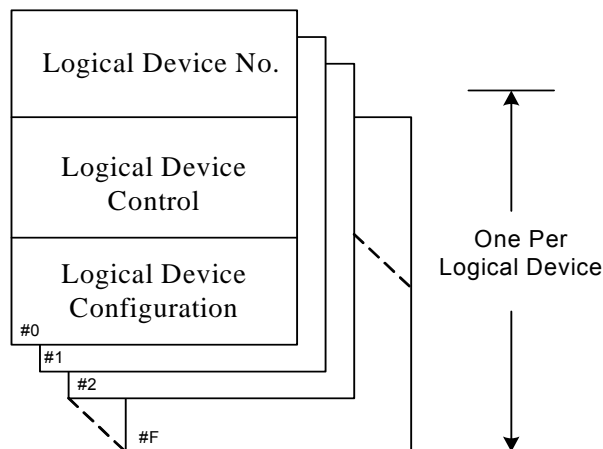 Logical Device No.
Logical Device
Control
Logical Device
Configuration
#0
#1
#2
#F
One Per
Logical Device